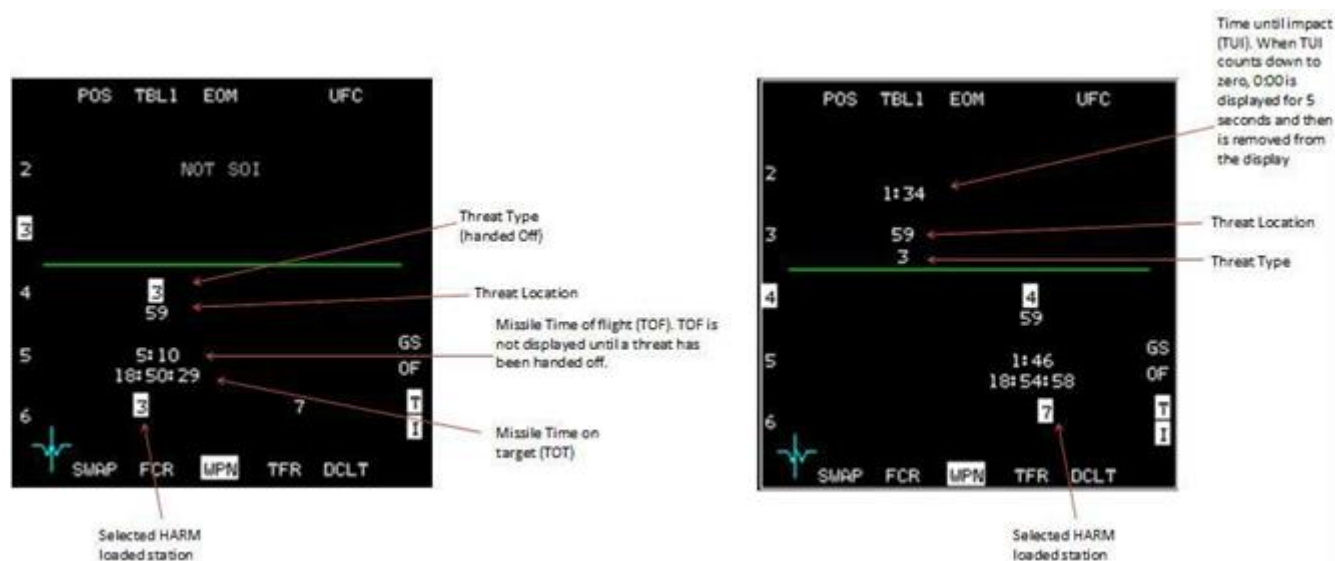 POS TBL1 EOM UFC
2
NOT SOI
3
4
3
59
5
5:10
18:50:29
GS
OF
6
3
7
T
I
SWAP FCR WPN TFR DCLT
Threat Type
(handed Off)
Threat Location
Missile Time of flight (TOF). TOF is
not displayed until a threat has
been handed off.
Missile Time on
target (TOT)
Selected HARM
loaded station
POS TBL1 EOM UFC
2
1:34
3
59
3
4
4
59
5
1:46
18:54:58
GS
OF
6
7
T
I
SWAP FCR WPN TFR DCLT
Time until impact
(TUI). When TUI
counts down to
zero, 0:00 is
displayed for 5
seconds and then
is removed from
the display
Threat Location
Threat Type
Selected HARM
loaded station